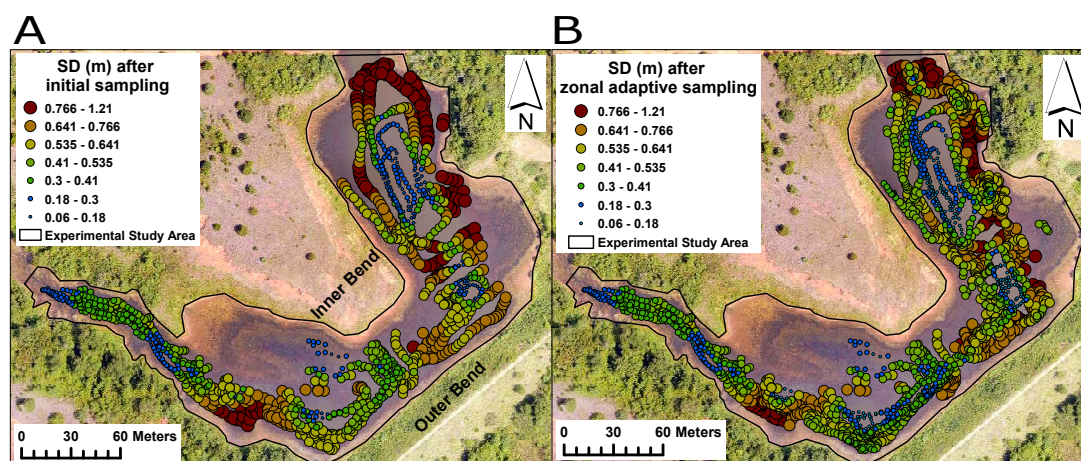 A
SD (m) after
initial sampling
0.766 - 1.21
0.641 - 0.766
0.535 - 0.641
0.41 - 0.535
0.3 - 0.41
0.18 - 0.3
0.06 - 0.18
Experimental Study Area
N
Inner Bend
Outer Bend
0 30 60 Meters
B
SD (m) after
zonal adaptive sampling
0.766 - 1.21
0.641 - 0.766
0.535 - 0.641
0.41 - 0.535
0.3 - 0.41
0.18 - 0.3
0.06 - 0.18
Experimental Study Area
N
0 30 60 Meters